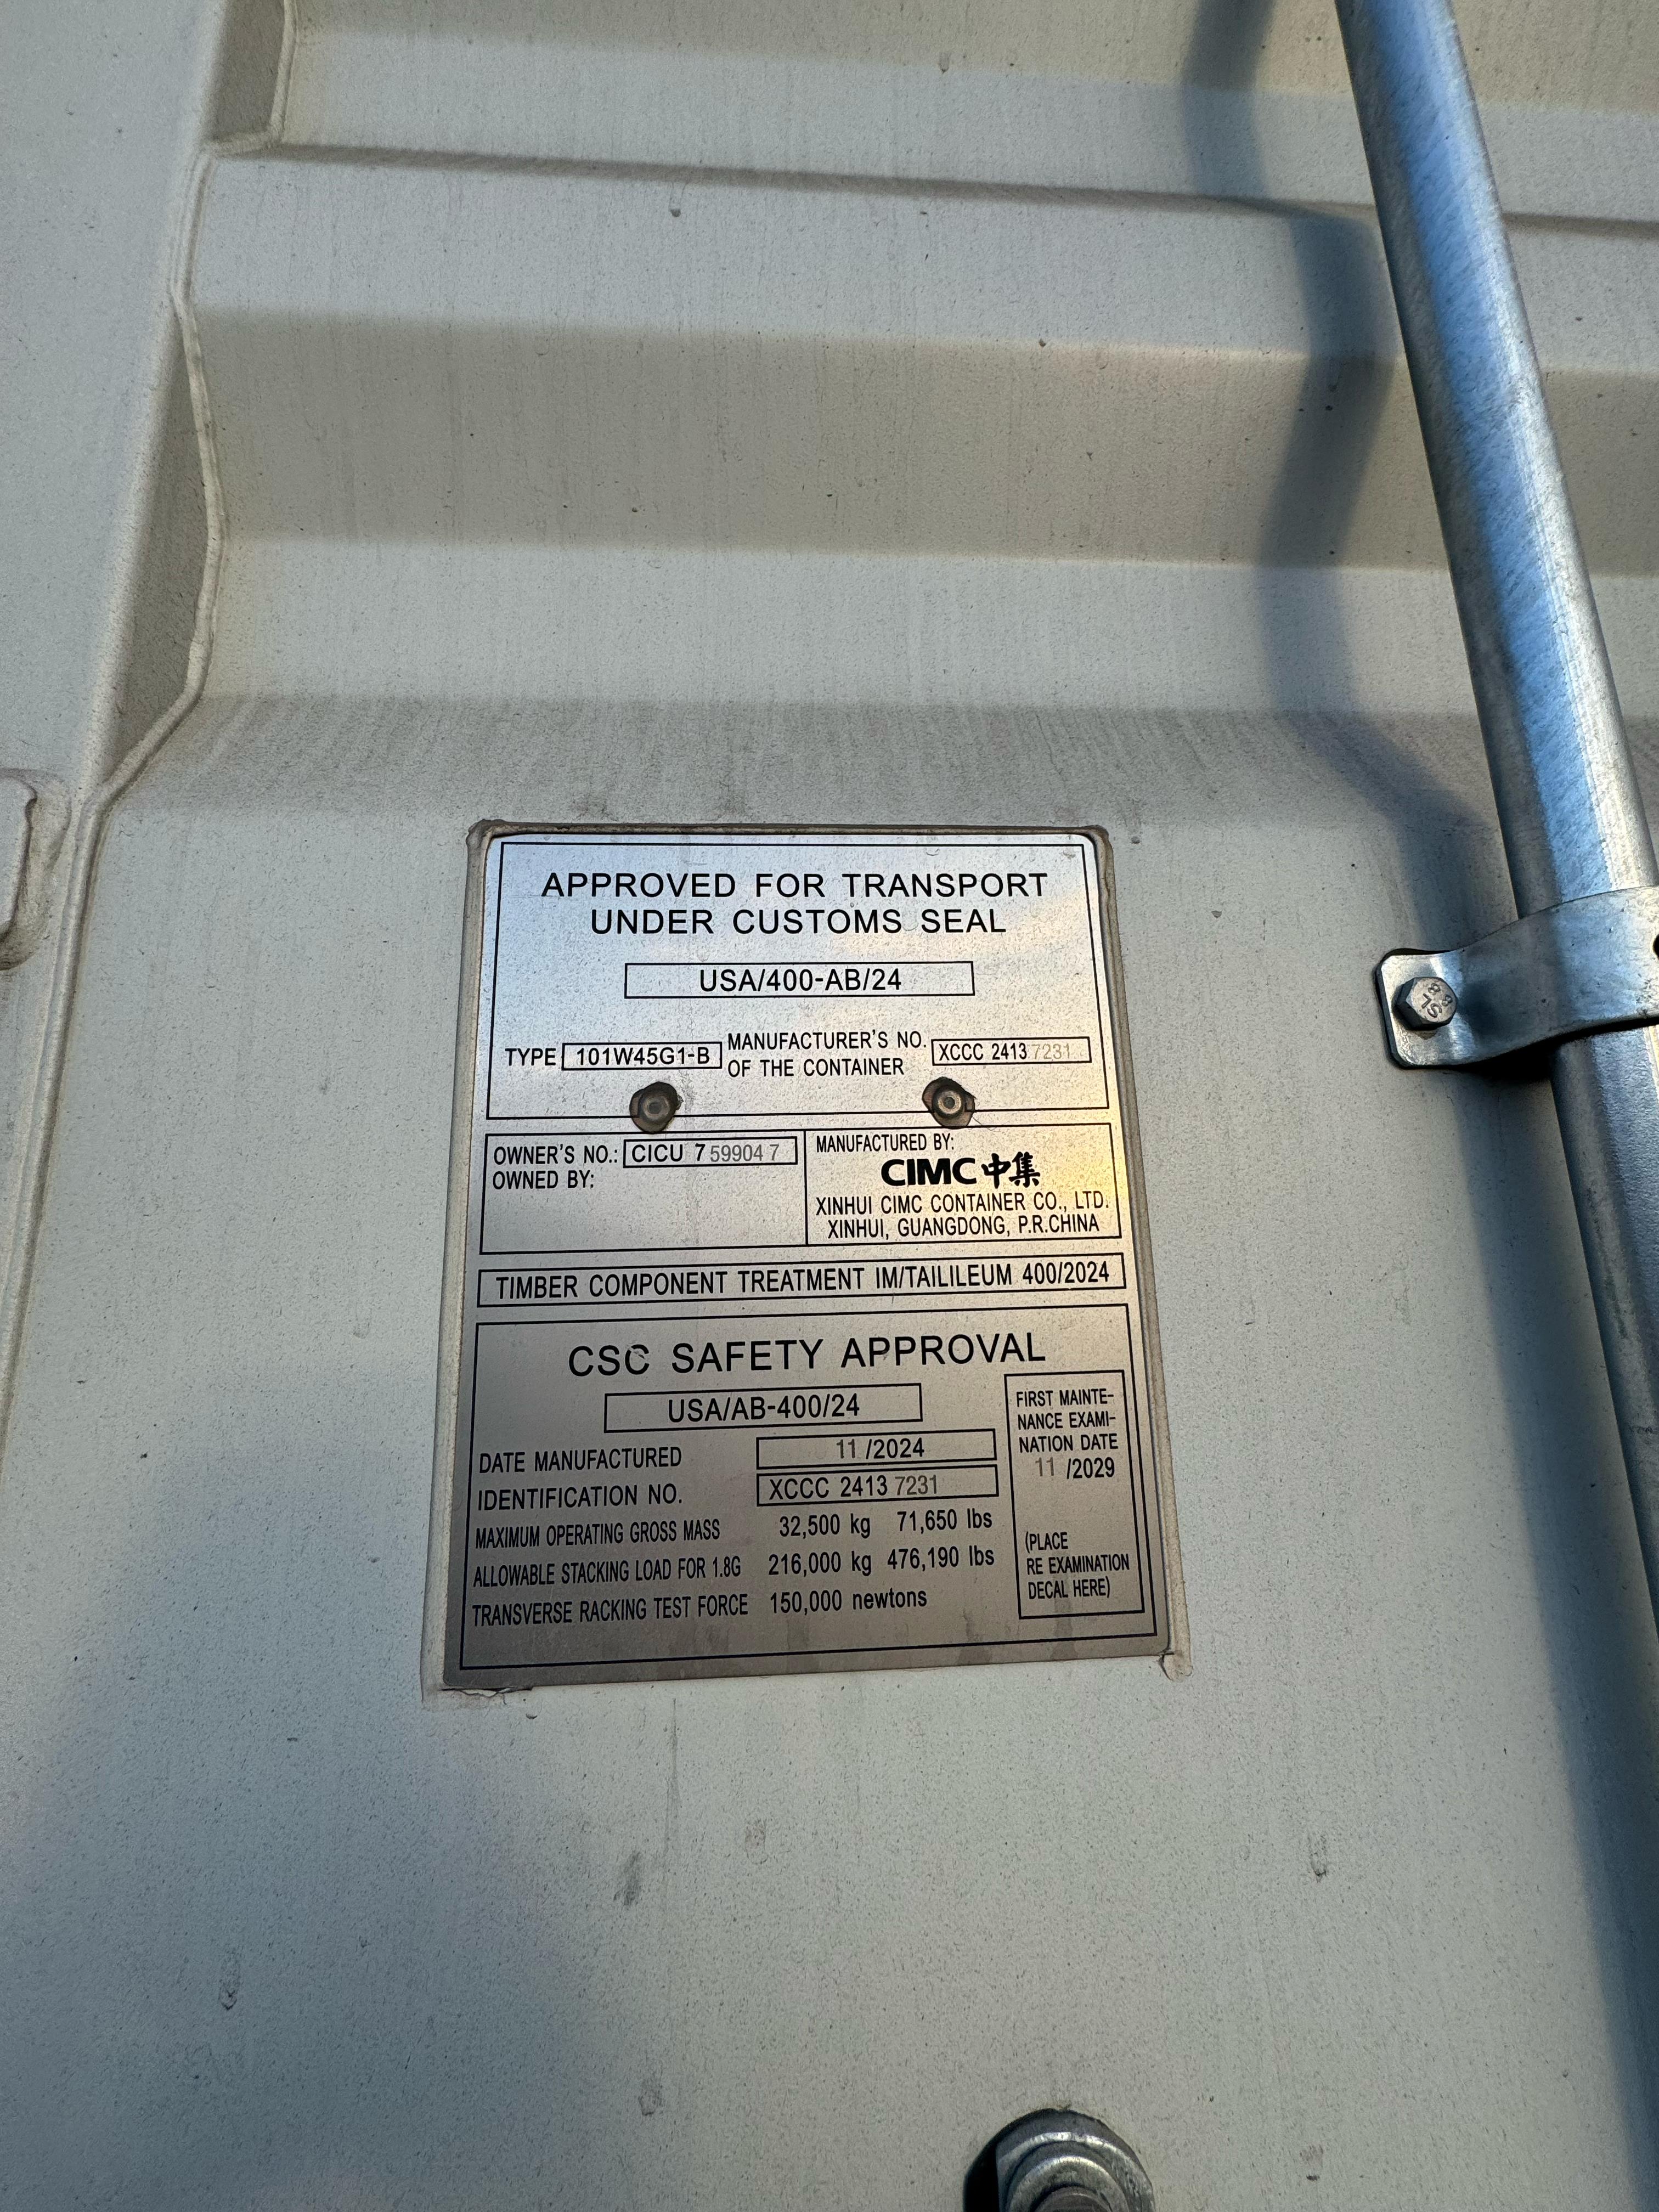 APPROVED FOR TRANSPORT
UNDER CUSTOMS SEAL
USA/400-AB/24
TYPE 101W45G1-B MANUFACTURER'S NO. OF THE CONTAINER XCCC 2413 7231
OWNER'S NO.: CICU 7 59904 7
OWNED BY:
MANUFACTURED BY:
CIMC 中集
XINHUI CIMC CONTAINER CO., LTD.
XINHUI, GUANGDONG, P.R.CHINA
TIMBER COMPONENT TREATMENT IM/TAILILEUM 400/2024
CSC SAFETY APPROVAL
USA/AB-400/24
DATE MANUFACTURED 11 /2024
IDENTIFICATION NO. XCCC 2413 7231
MAXIMUM OPERATING GROSS MASS 32,500 kg 71,650 lbs
ALLOWABLE STACKING LOAD FOR 1.8G 216,000 kg 476,190 lbs
TRANSVERSE RACKING TEST FORCE 150,000 newtons
FIRST MAINTE-
NANCE EXAMI-
NATION DATE
11 /2029
(PLACE
RE EXAMINATION
DECAL HERE)
8.8
SL